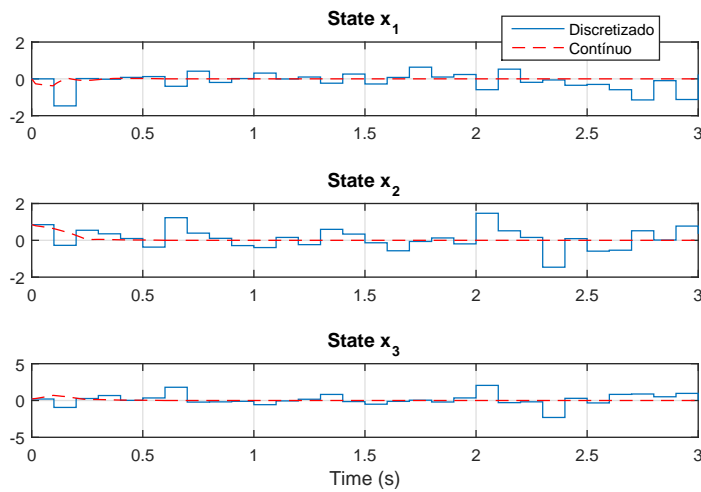 State x1
Discretizado
Contínuo
2
0
-2
0 0.5 1 1.5 2 2.5 3
State x2
2
0
-2
0 0.5 1 1.5 2 2.5 3
State x3
5
0
-5
0 0.5 1 1.5 2 2.5 3
Time (s)